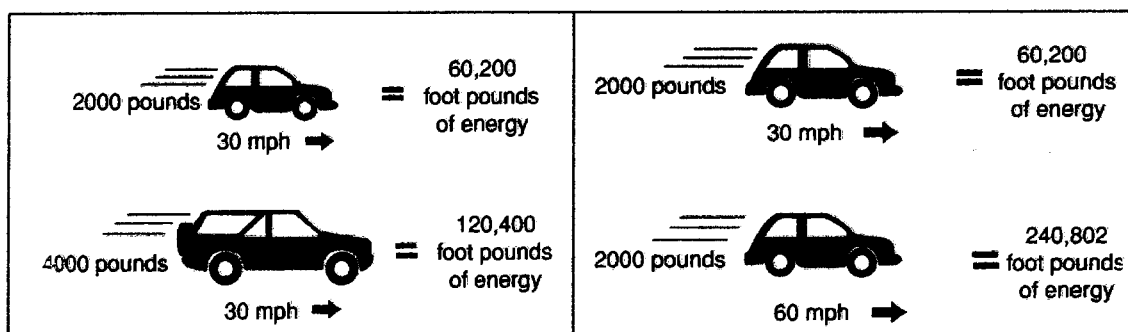 2000 pounds
30 mph
=
60,200
foot pounds
of energy
4000 pounds
30 mph
=
120,400
foot pounds
of energy
2000 pounds
30 mph
=
60,200
foot pounds
of energy
2000 pounds
60 mph
=
240,802
foot pounds
of energy